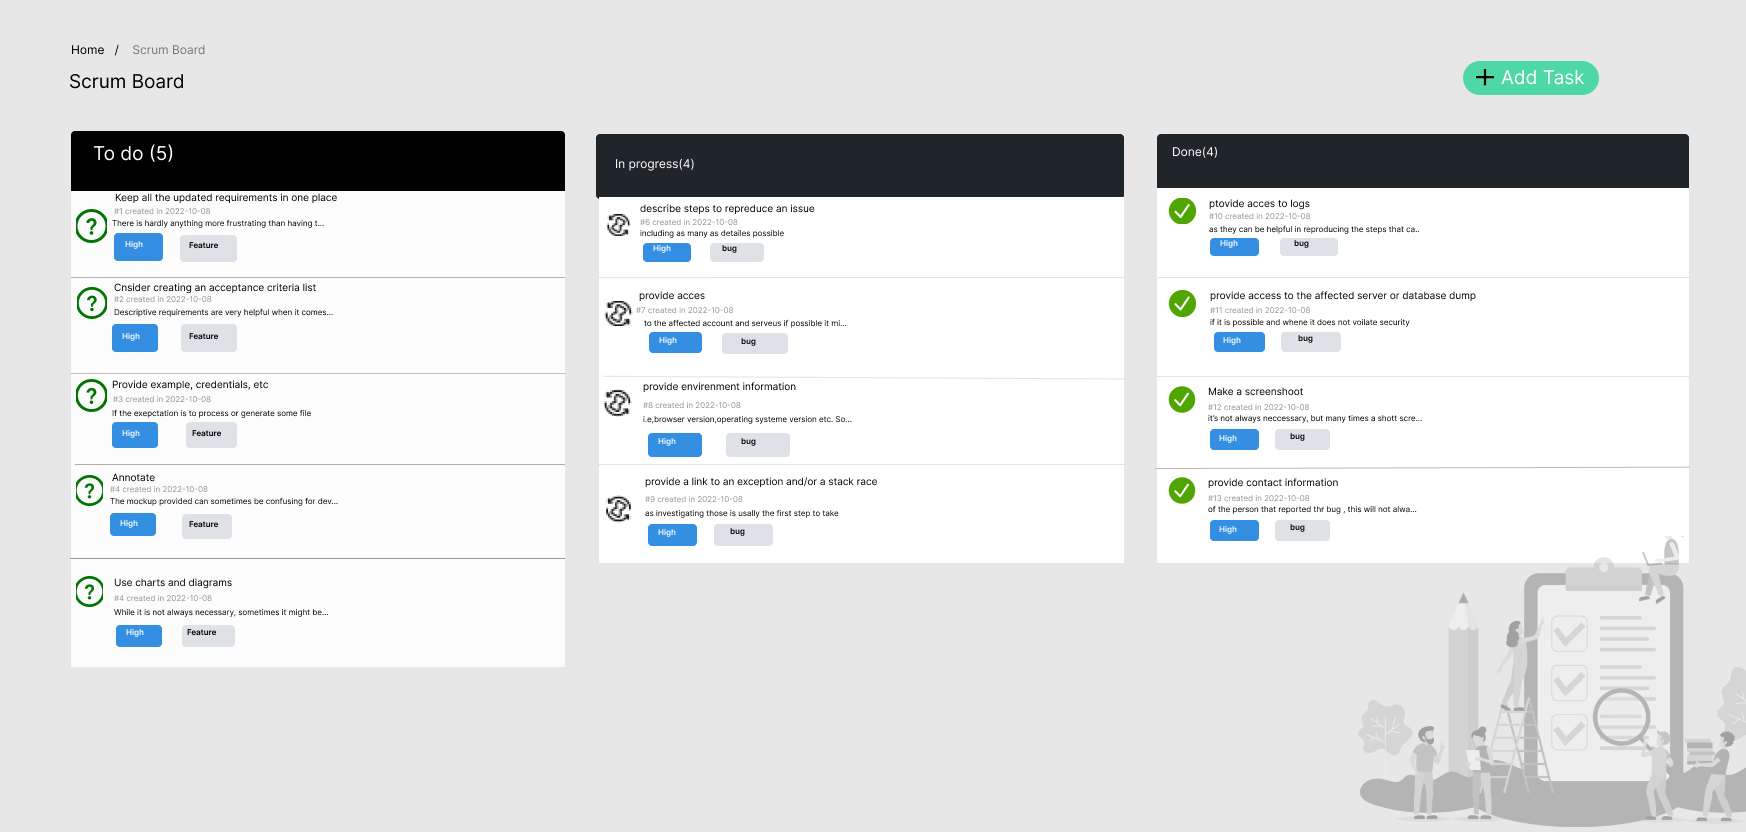 Home / Scrum Board
Scrum Board
Add Task
To do (5)
Keep all the updated requirements in one place
#1 created in 2022-10-08
There is hardly anything more frustrating than having t...
High Feature
Cnsider creating an acceptance criteria list
#2 created in 2022-10-08
Descriptive requirements are very helpful when it comes...
High Feature
Provide example, credentials, etc
#3 created in 2022-10-08
If the exepctation is to process or generate some file
High Feature
Annotate
#4 created in 2022-10-08
The mockup provided can sometimes be confusing for dev...
High Feature
Use charts and diagrams
#4 created in 2022-10-08
While it is not always necessary, sometimes it might be...
High Feature
In progress(4)
describe steps to repreduce an issue
#6 created in 2022-10-08
including as many as detailes possible
High bug
provide acces
#7 created in 2022-10-08
to the affected account and serveus if possible it mi...
High bug
provide envirenment information
#8 created in 2022-10-08
i.e,browser version,operating systeme version etc. So...
High bug
provide a link to an exception and/or a stack race
#9 created in 2022-10-08
as investigating those is usally the first step to take
High bug
Done(4)
ptovide acces to logs
#10 created in 2022-10-08
as they can be helpful in reproducing the steps that ca..
High bug
provide access to the affected server or database dump
#11 created in 2022-10-08
if it is possible and whene it does not voilate security
High bug
Make a screenshoot
#12 created in 2022-10-08
it's not always neccessary, but many times a shott scre...
High bug
provide contact information
#13 created in 2022-10-08
of the person that reported thr bug , this will not alwa...
High bug